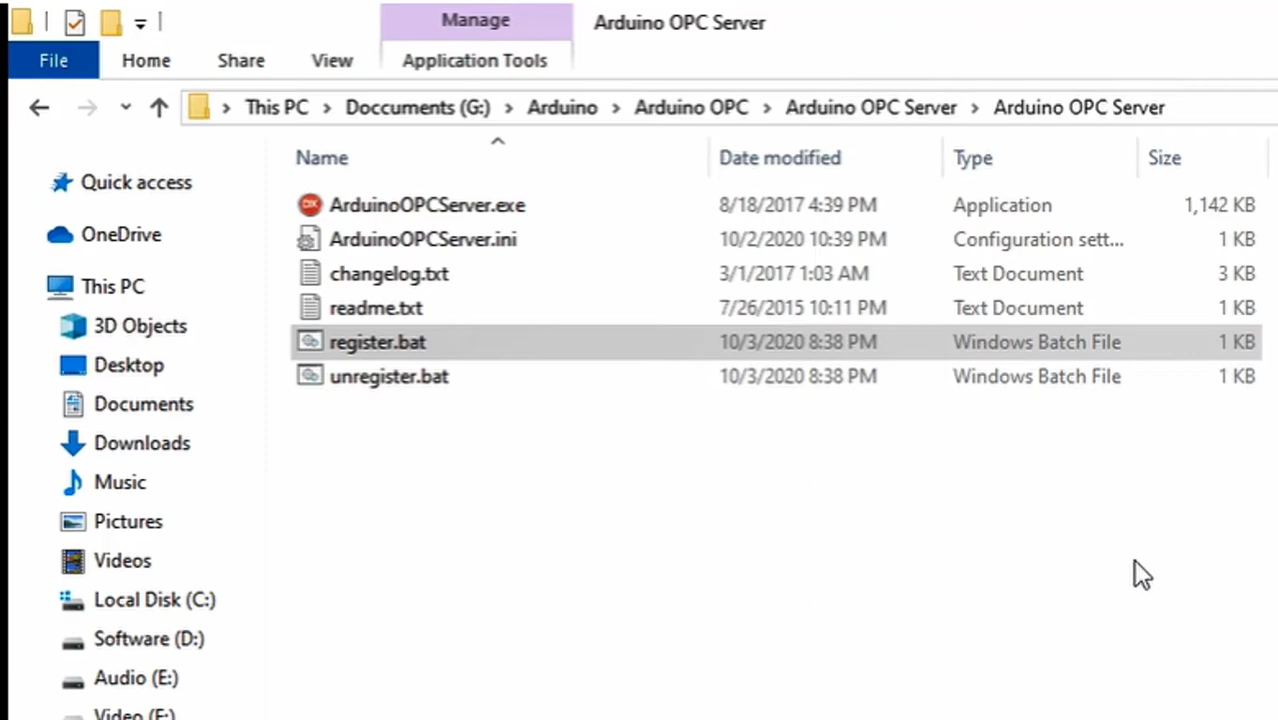 Manage
Arduino OPC Server
File
Home
Share
View
Application Tools
This PC
Doccuments (G:)
Arduino
Arduino OPC
Arduino OPC Server
Arduino OPC Server
Name
Date modified
Type
Size
ArduinoOPCServer.exe 8/18/2017 4:39 PM Application 1,142 KB
ArduinoOPCServer.ini 10/2/2020 10:39 PM Configuration sett... 1 KB
changelog.txt 3/1/2017 1:03 AM Text Document 3 KB
readme.txt 7/26/2015 10:11 PM Text Document 1 KB
register.bat 10/3/2020 8:38 PM Windows Batch File 1 KB
unregister.bat 10/3/2020 8:38 PM Windows Batch File 1 KB
Quick access
OneDrive
This PC
3D Objects
Desktop
Documents
Downloads
Music
Pictures
Videos
Local Disk (C:)
Software (D:)
Audio (E:)
Video (F:)